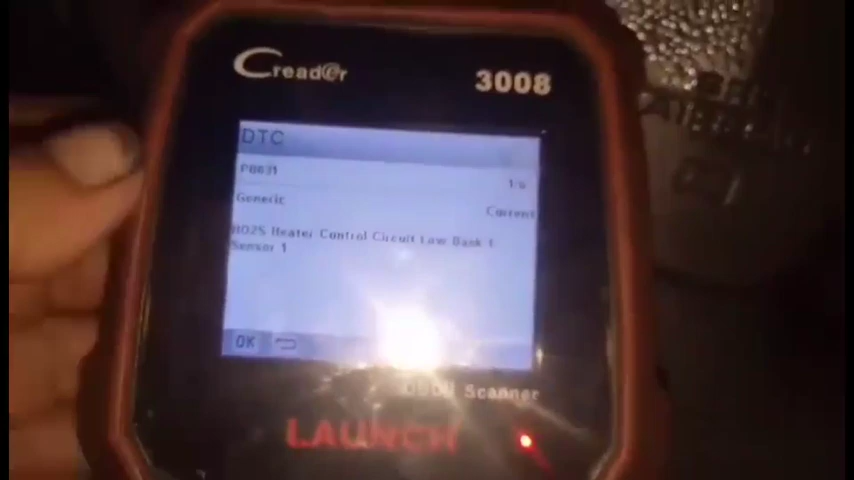 Creader
3008
DTC
P0031
1/
Generic
Current
HO2S Heater Control Circuit Low Bank 1
Sensor 1
OK
Scanner
LAUNCH
AIRBAG